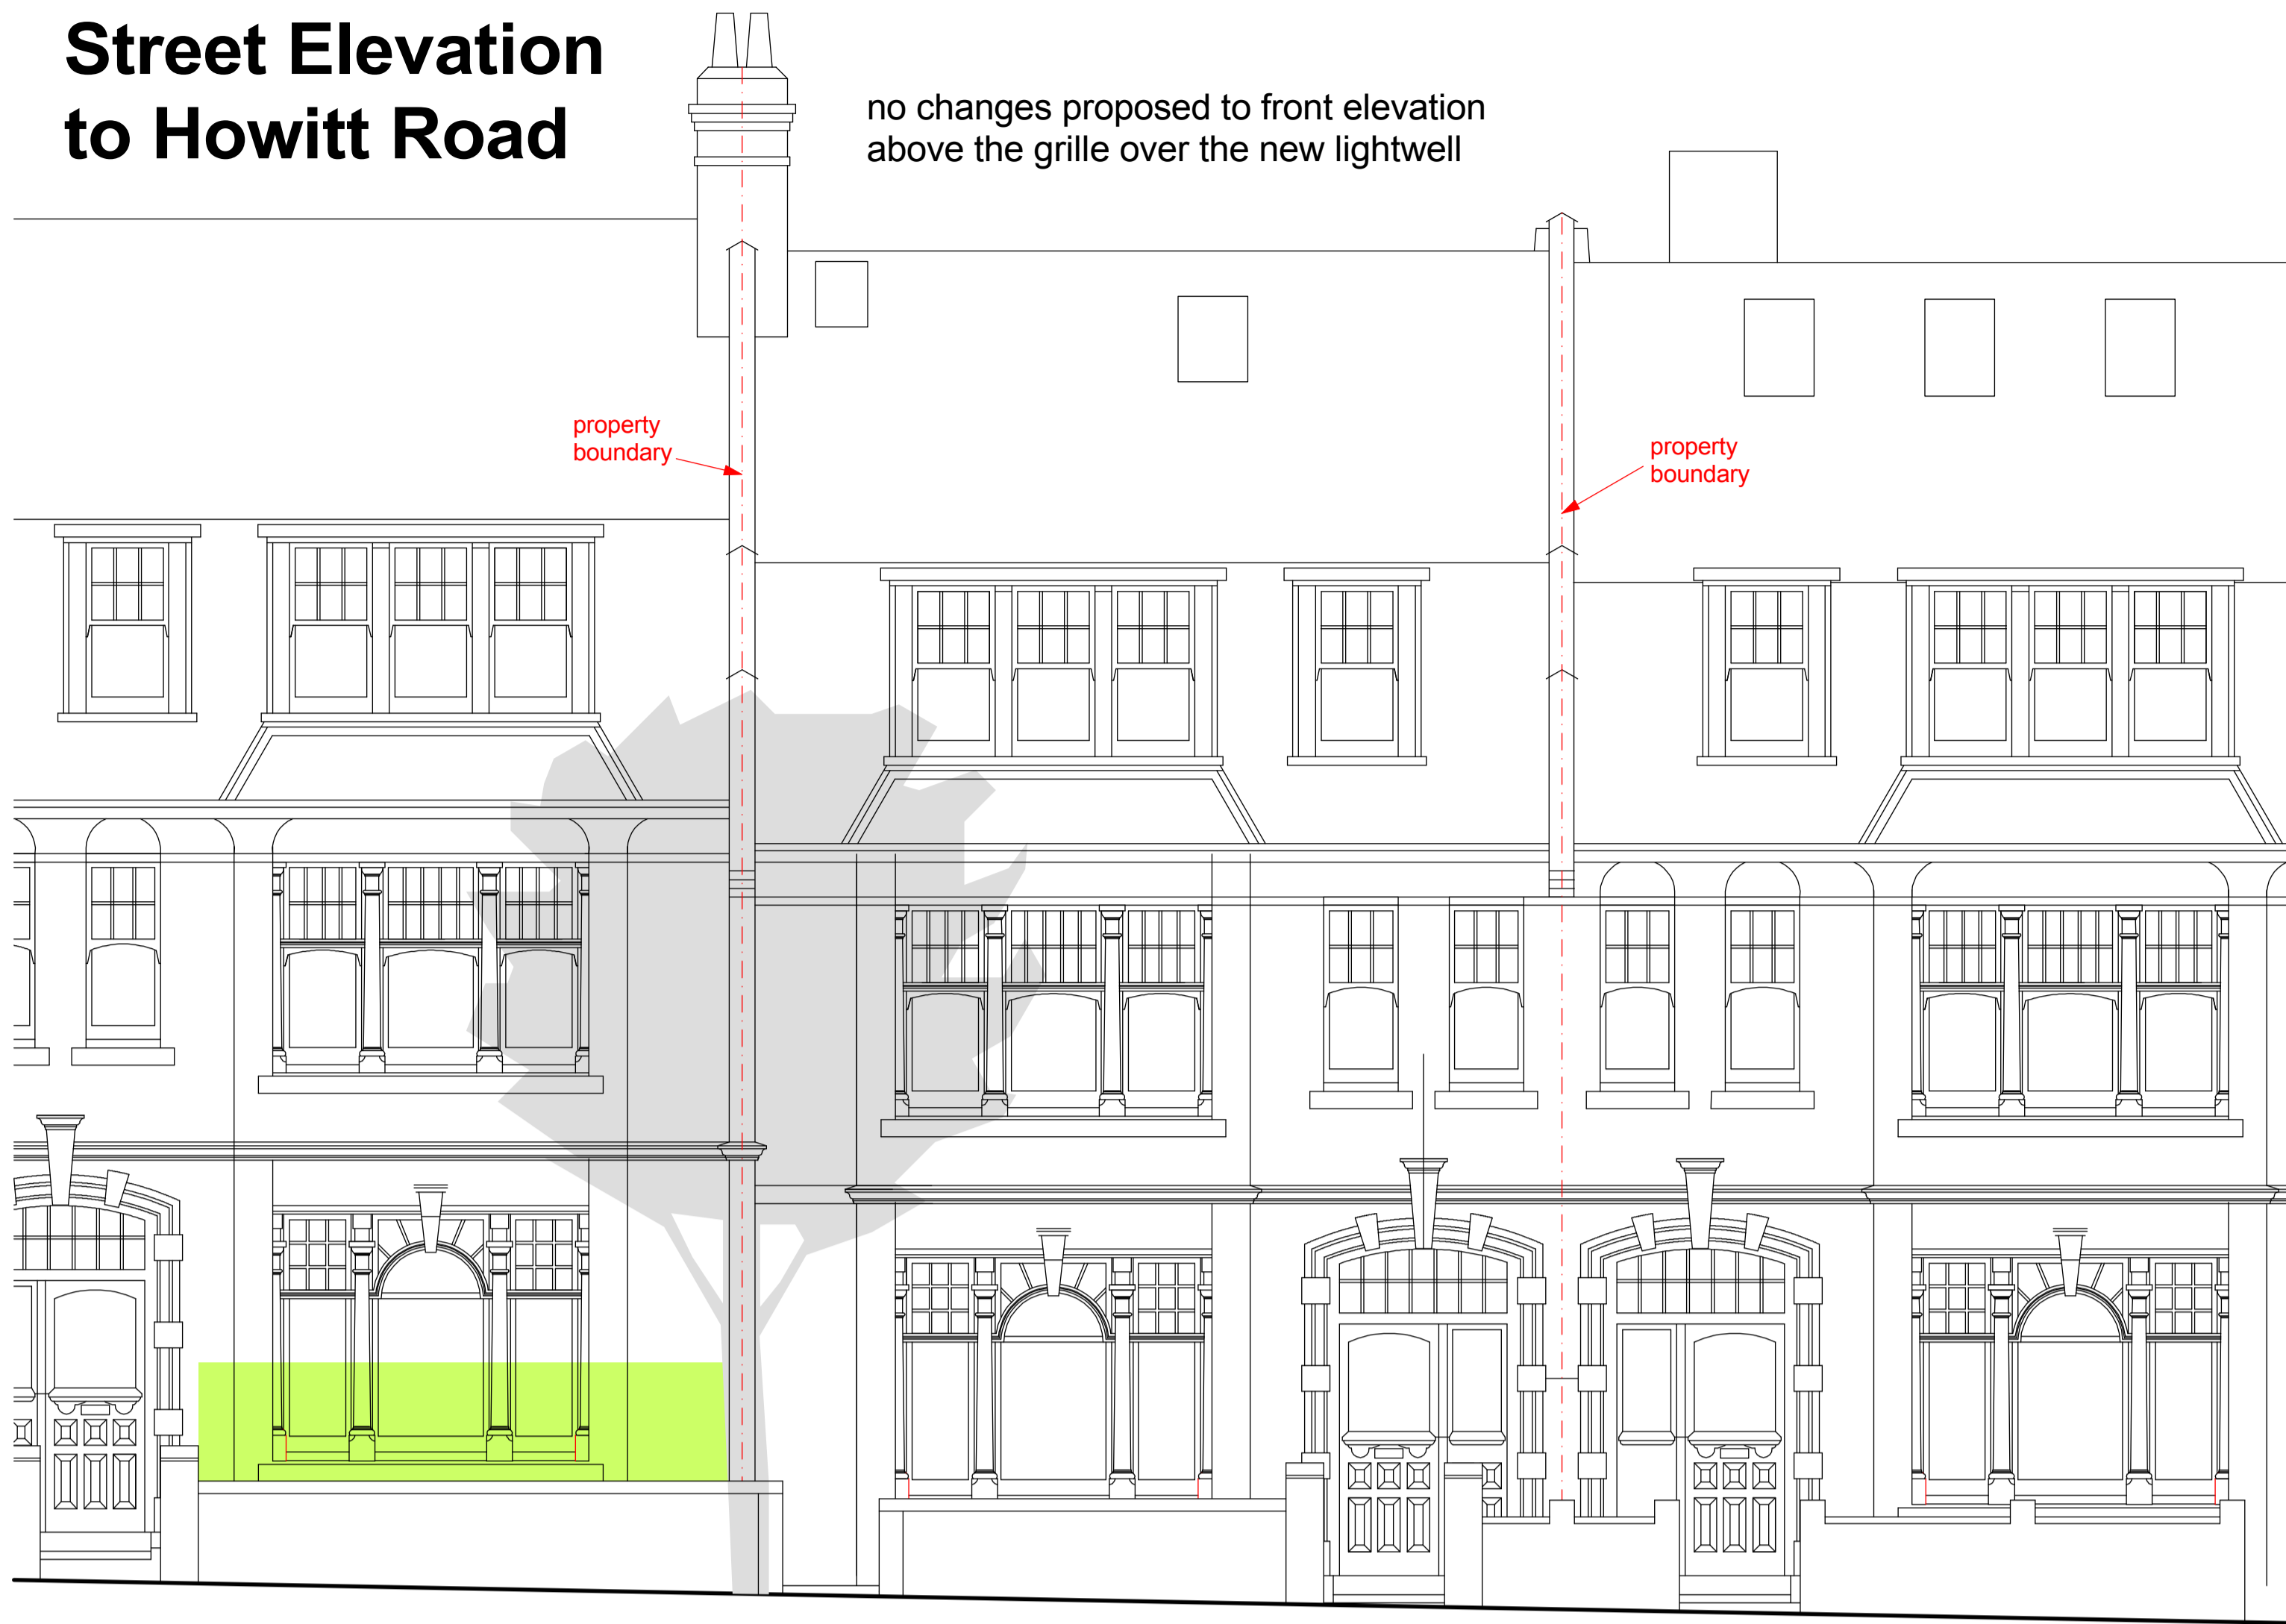 Street Elevation
to Howitt Road
no changes proposed to front elevation
above the grille over the new lightwell
property
boundary
property
boundary